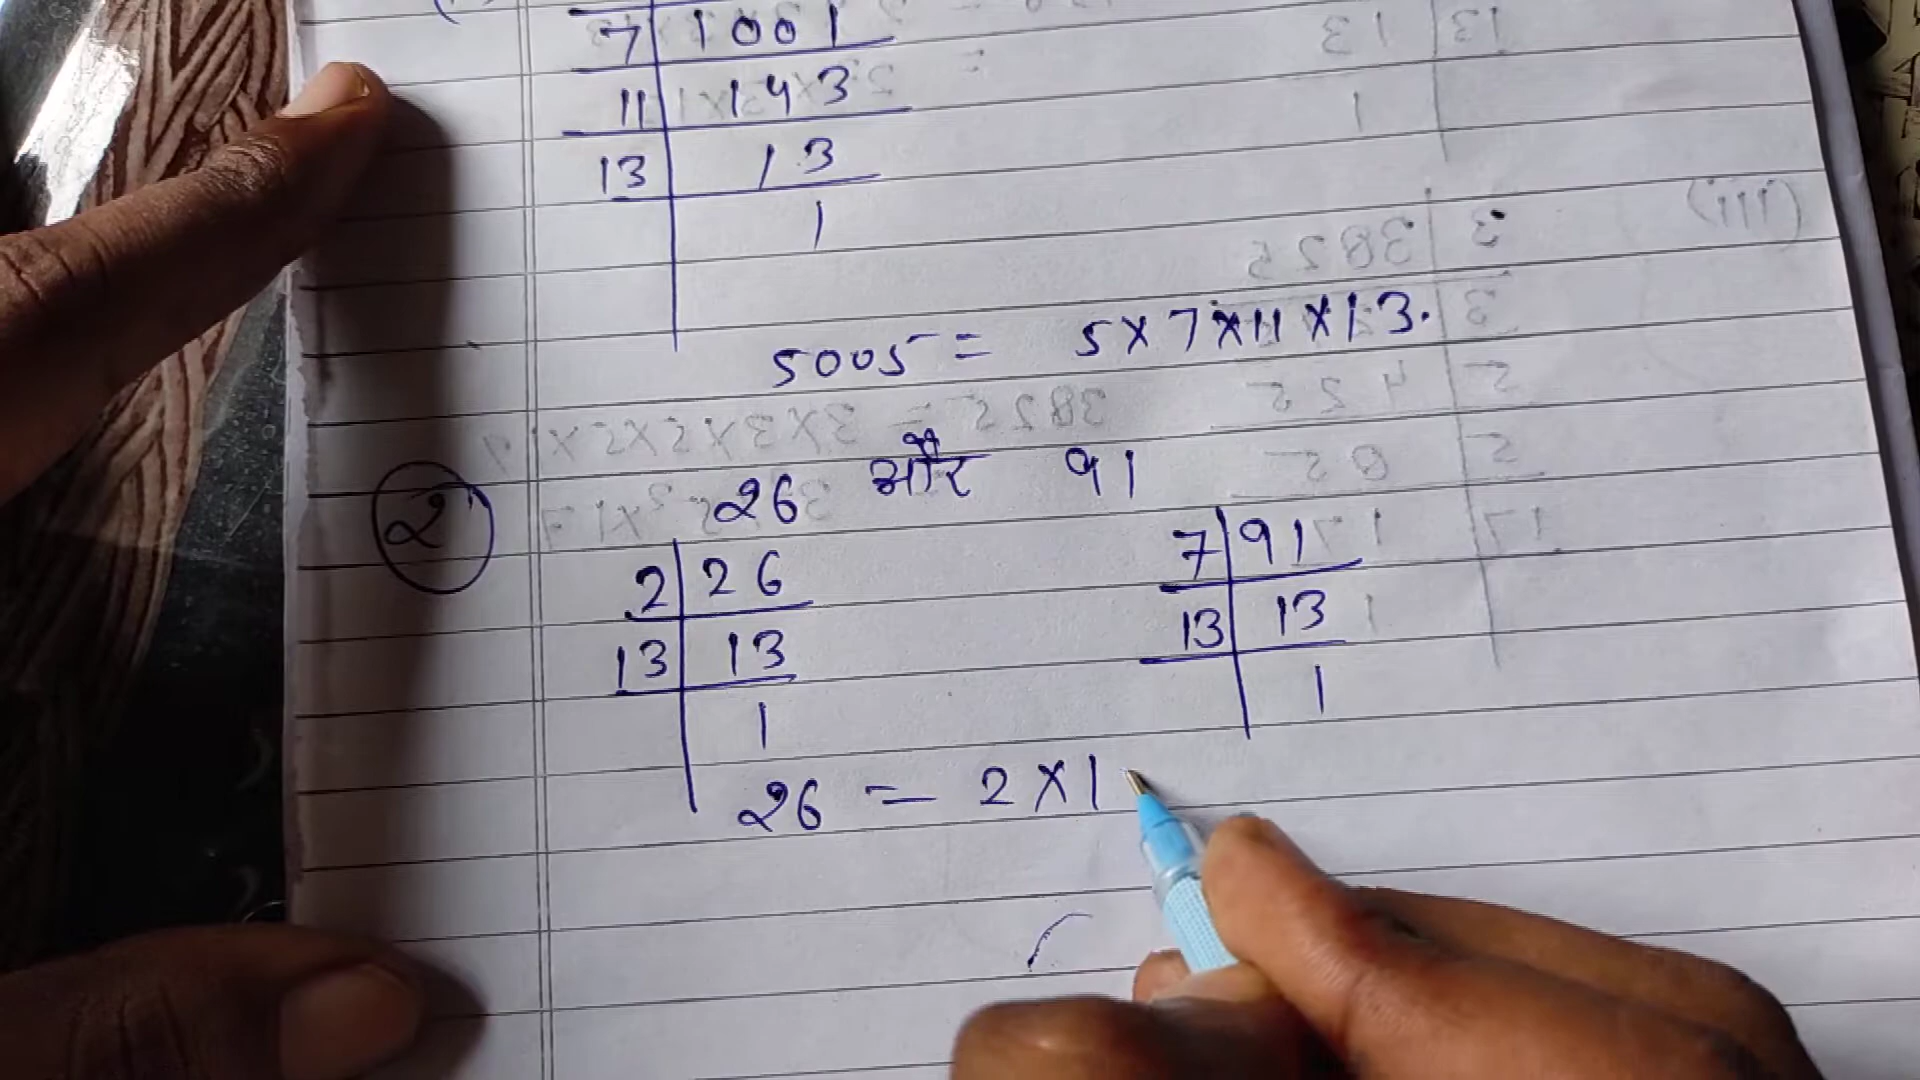 7 | 1001
11 | 143
13 | 13
1
5005 = 5 x 7 x 11 x 13.
2 26 और 91
2 | 26 7 | 91
13 | 13 13 | 13
1 1
26 = 2 x 1